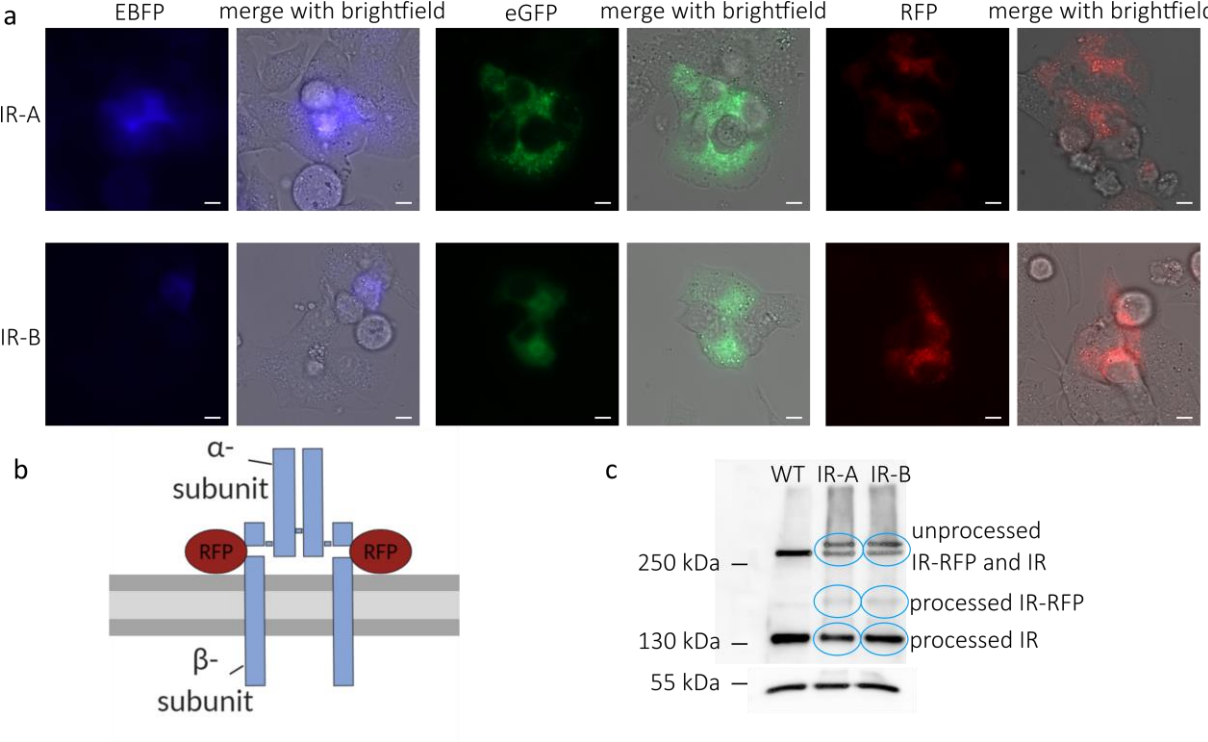 a
EBFP merge with brightfield eGFP merge with brightfield RFP merge with brightfield
IR-A
IR-B
b
α-
subunit
RFP RFP
β-
subunit
c
WT IR-A IR-B
unprocessed
250 kDa IR-RFP and IR
processed IR-RFP
130 kDa processed IR
55 kDa